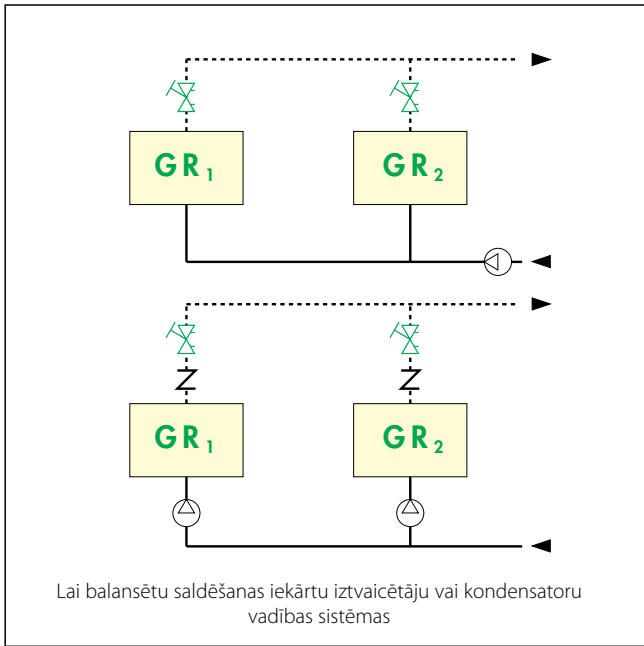 GR1 GR2
GR1 GR2
Lai balansētu saldēšanas iekārtu iztvaicētāju vai kondensatoru
vadības sistēmas